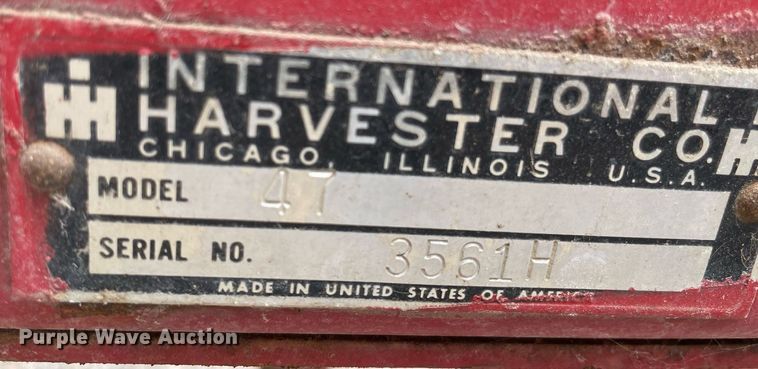 INTERNATIONAL
HARVESTER CO.
CHICAGO, ILLINOIS U.S.A.
MODEL 47
SERIAL NO. 3561H
MADE IN UNITED STATES OF AMERICA
Purple Wave Auction